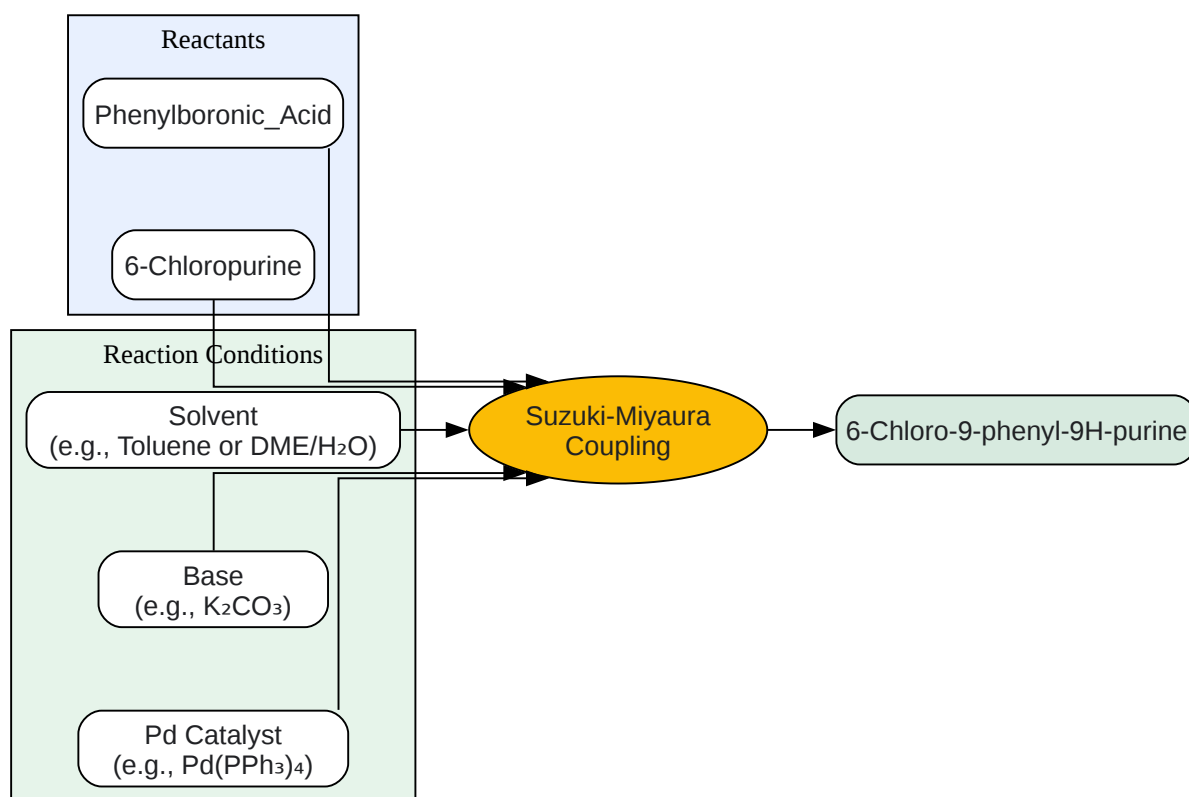 Reactants
Phenylboronic_Acid
6-Chloropurine
Reaction Conditions
Solvent
(e.g., Toluene or DME/H₂O)
Base
(e.g., K₂CO₃)
Pd Catalyst
(e.g., Pd(PPh₃)₄)
Suzuki-Miyaura
Coupling
6-Chloro-9-phenyl-9H-purine